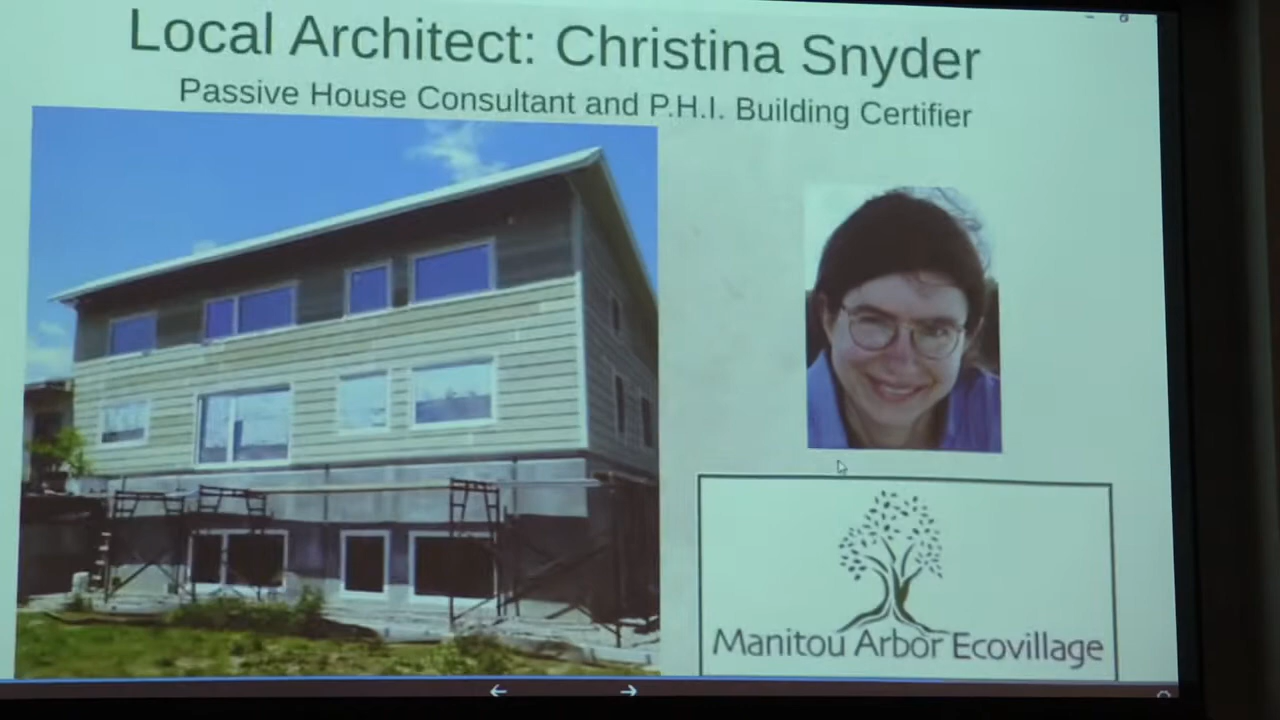 Local Architect: Christina Snyder
Passive House Consultant and P.H.I. Building Certifier
Manitou Arbor Ecovillage